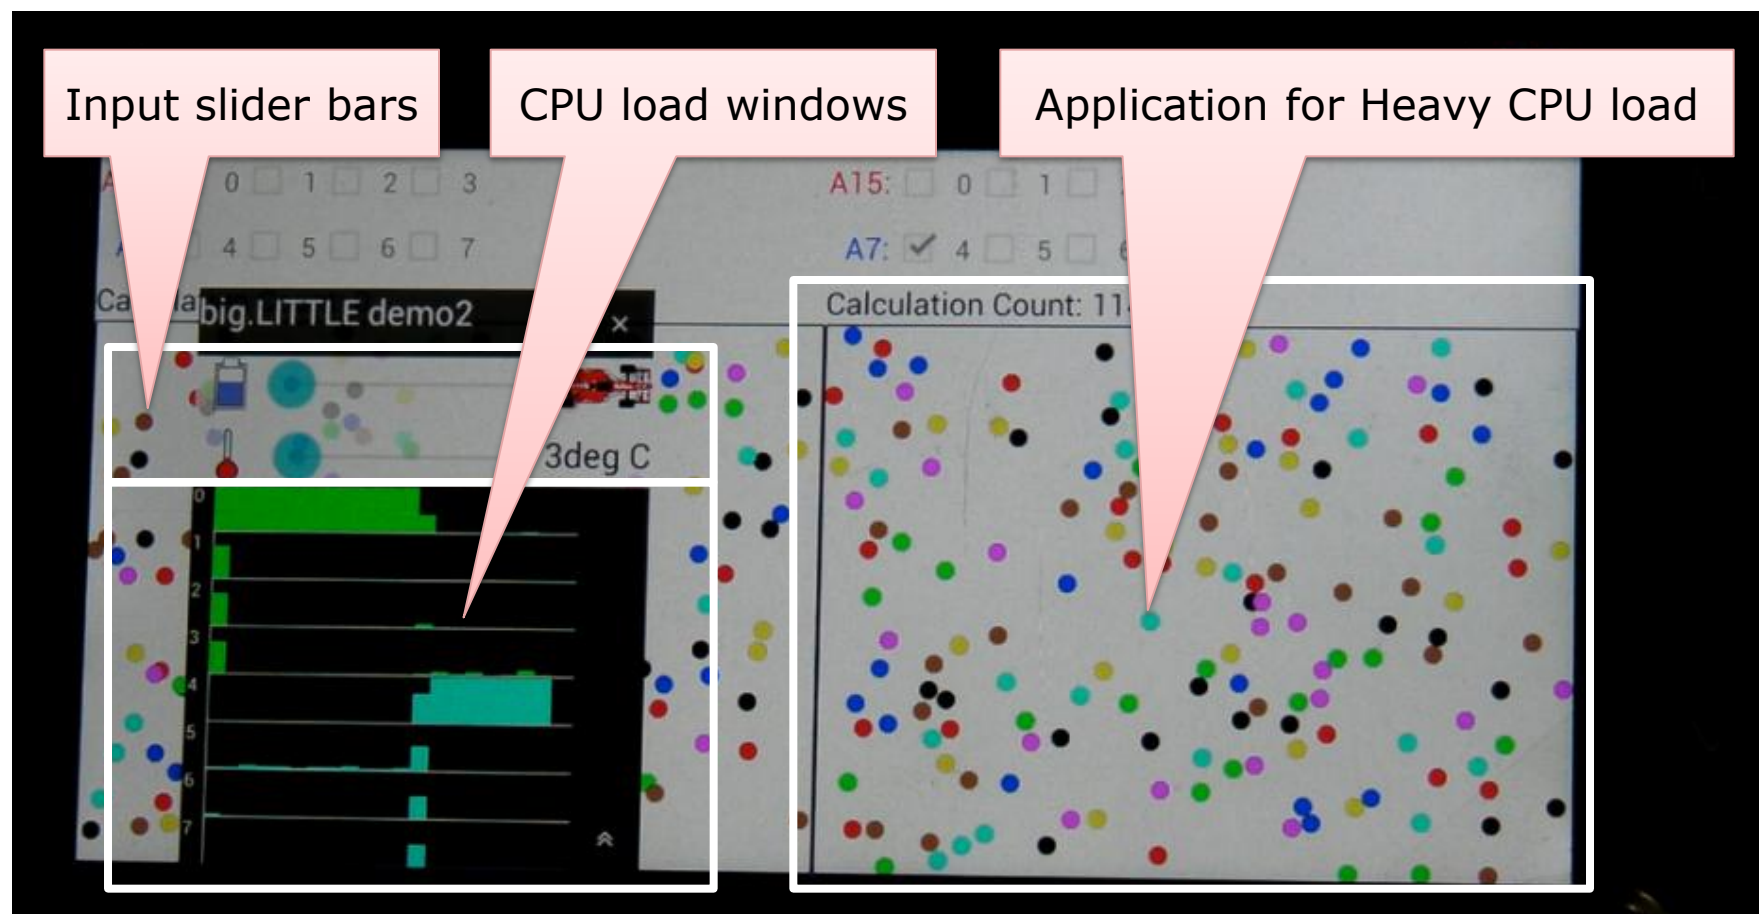 Input slider bars
CPU load windows
Application for Heavy CPU load
0 1 2 3
A15: 0 1
4 5 6 7
A7: 4 5
big.LITTLE demo2 ×
Calculation Count: 11
3deg C
0
1
2
3
4
5
6
7